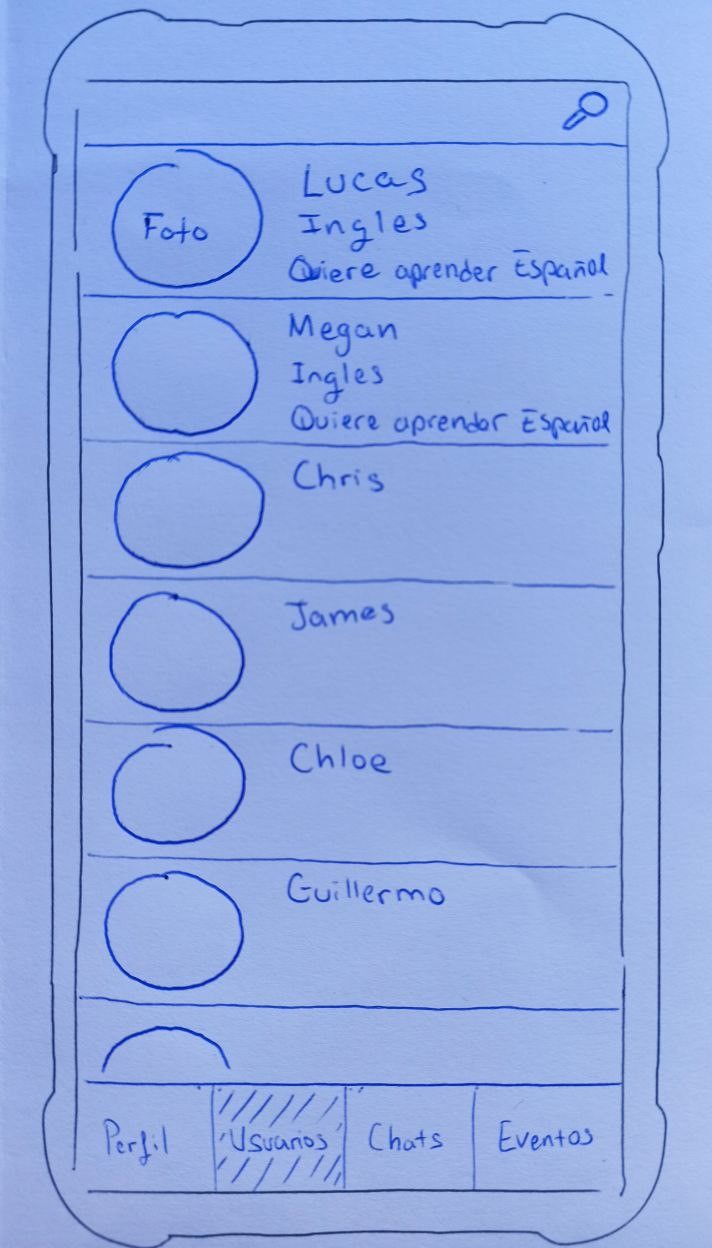 Foto
Lucas
Ingles
Quiere aprender Español
Megan
Ingles
Quiere aprender Español
Chris
James
Chloe
Guillermo
Perfil
Usuarios
Chats
Eventos